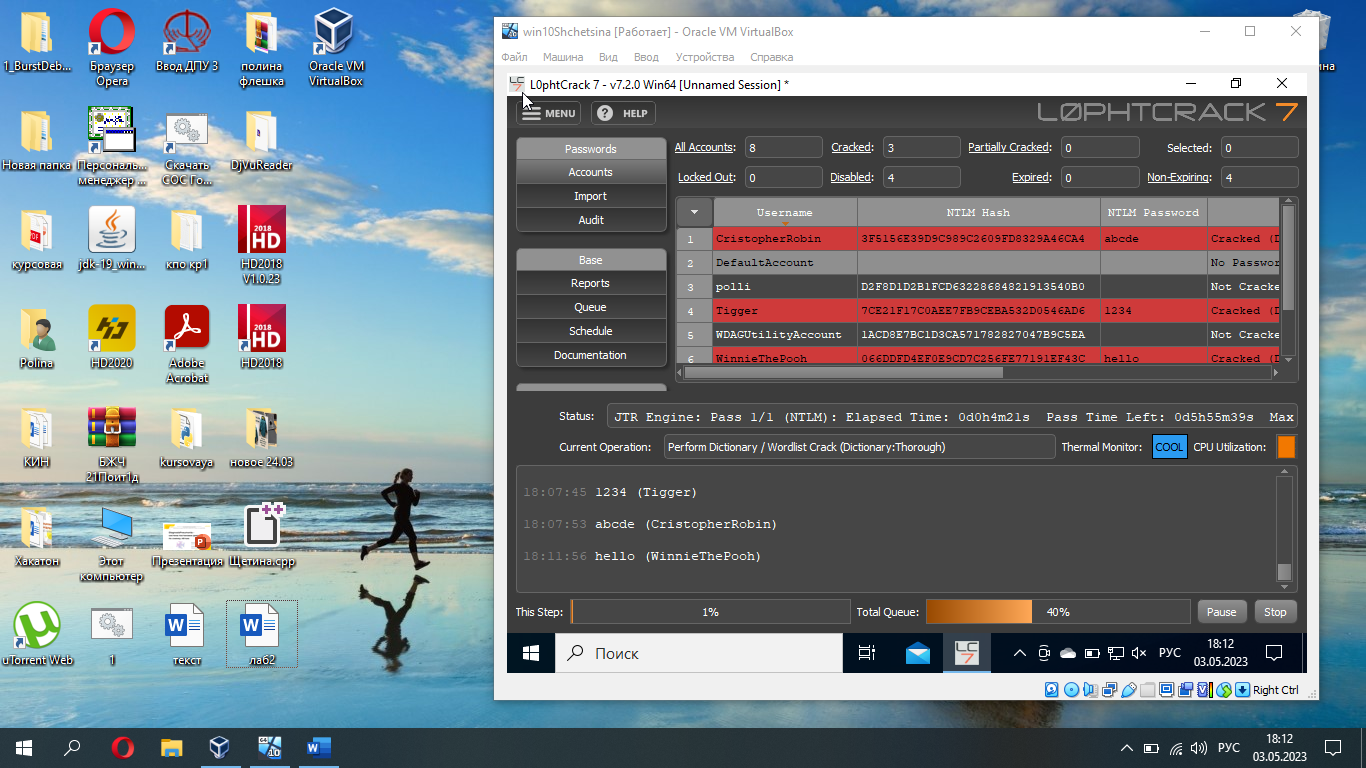 1_BurstDeb...
Браузер
Opera
Ввод ДПУ 3
полина
флешка
Oracle VM
VirtualBox
Новая папка
Персональ...
менеджер ...
Скачать
СОС Го...
DjVuReader
курсовая
jdk-19_win...
кпо кр1
HD2018
V1.0.23
Polina
HD2020
Adobe
Acrobat
HD2018
КИН
БЖЧ
21Поит1д
kursovaya
новое 24.03
Хакатон
Этот
компьютер
Презентация
Щетина.cpp
uTorrent Web
1
текст
лаб2
win10Shchetsina [Работает] - Oracle VM VirtualBox
Файл Машина Вид Ввод Устройства Справка
L0phtCrack 7 - v7.2.0 Win64 [Unnamed Session] *
MENU HELP
LØPHTCRACK 7
Passwords
Accounts
Import
Audit
Base
Reports
Queue
Schedule
Documentation
All Accounts: 8 Cracked: 3 Partially Cracked: 0 Selected: 0
Locked Out: 0 Disabled: 4 Expired: 0 Non-Expiring: 4
Username NTLM Hash NTLM Password
1 CristopherRobin 3F5156E39D9C989C2609FD8329A46CA4 abcde Cracked (D
2 DefaultAccount No Passwor
3 polli D2F8D1D2B1FCD63228684821913540B0 Not Cracke
4 Tigger 7CE21F17C0AEE7FB9CEBA532D0546AD6 1234 Cracked (D
5 WDAGUtilityAccount 1ACD8E7BC1D3CA571782827047B9C5EA Not Cracke
6 WinnieThePooh 066DDFD4EF0E9CD7C256FE77191EF43C hello Cracked (D
Status: JTR Engine: Pass 1/1 (NTLM): Elapsed Time: 0d0h4m21s Pass Time Left: 0d5h55m39s Max
Current Operation: Perform Dictionary / Wordlist Crack (Dictionary:Thorough) Thermal Monitor: COOL CPU Utilization:
18:07:45 1234 (Tigger)
18:07:53 abcde (CristopherRobin)
18:11:56 hello (WinnieThePooh)
This Step: 1% Total Queue: 40% Pause Stop
Поиск
РУС
18:12
03.05.2023
Right Ctrl
РУС
18:12
03.05.2023